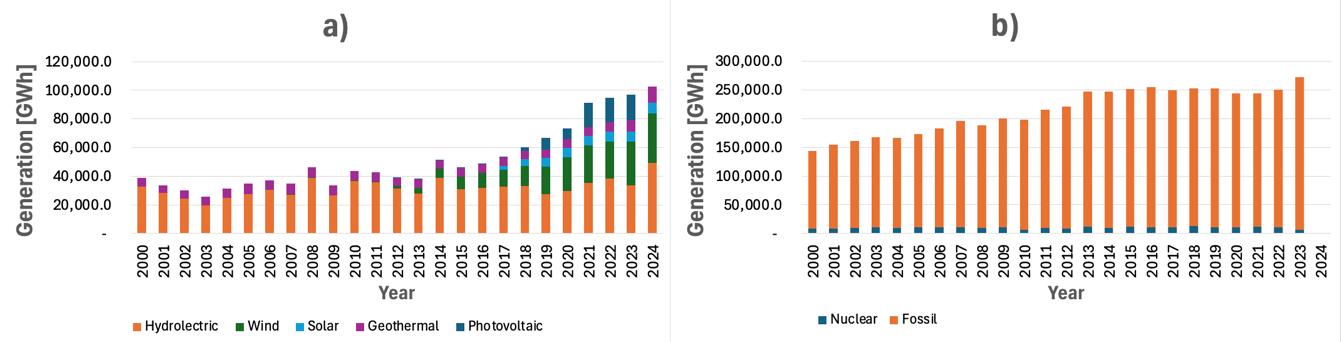 a)
Generation [GWh]
120,000.0
100,000.0
80,000.0
60,000.0
40,000.0
20,000.0
-
2000 2001 2002 2003 2004 2005 2006 2007 2008 2009 2010 2011 2012 2013 2014 2015 2016 2017 2018 2019 2020 2021 2022 2023 2024
Year
Hydrolectric Wind Solar Geothermal Photovoltaic
b)
Generation [GWh]
300,000.0
250,000.0
200,000.0
150,000.0
100,000.0
50,000.0
-
2000 2001 2002 2003 2004 2005 2006 2007 2008 2009 2010 2011 2012 2013 2014 2015 2016 2017 2018 2019 2020 2021 2022 2023 2024
Year
Nuclear Fossil